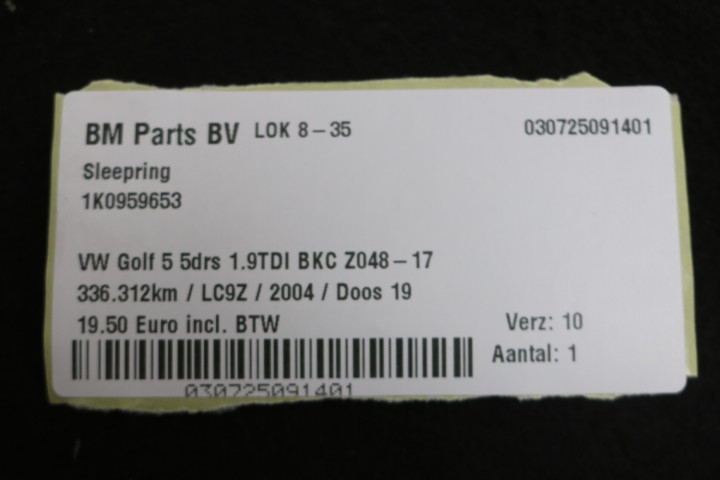 BM Parts BV LOK 8-35 030725091401
Sleepring
1K0959653
VW Golf 5 5drs 1.9TDI BKC Z048-17
336.312km / LC9Z / 2004 / Doos 19
19.50 Euro incl. BTW Verz: 10
Aantal: 1
030725091401